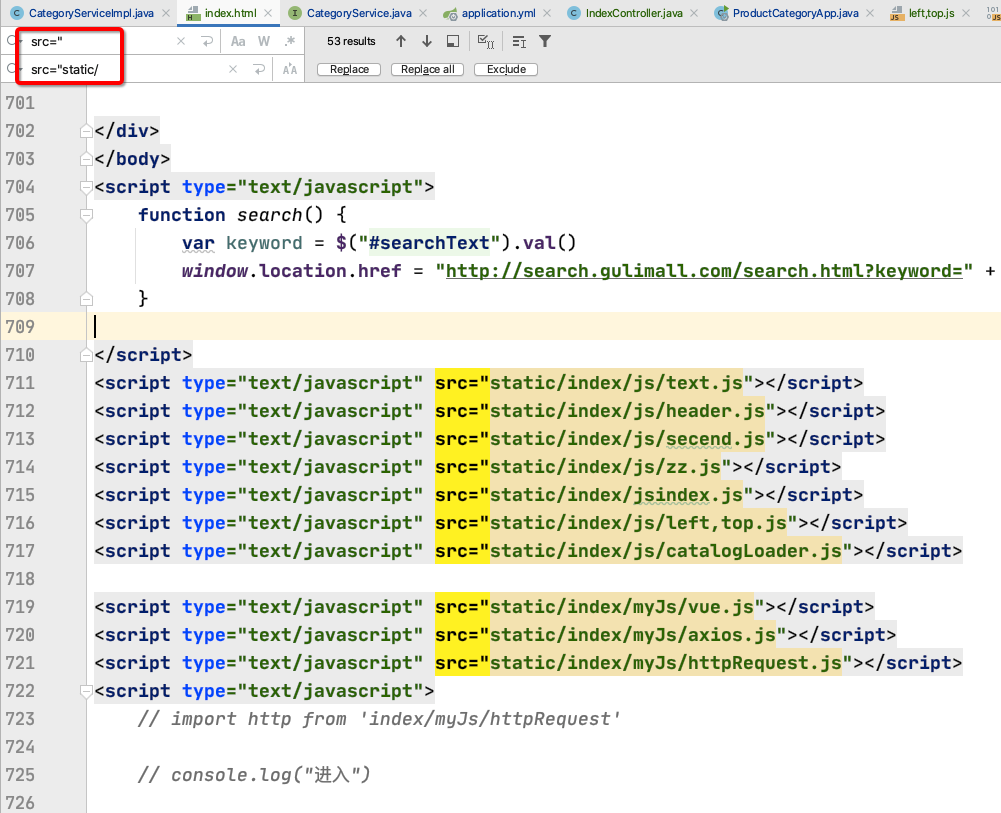 CategoryServiceImpl.java index.html CategoryService.java application.yml IndexController.java ProductCategoryApp.java left,top.js
src=" Aa W .* 53 results
src="static/ Replace Replace all Exclude
701
702 </div>
703 </body>
704 <script type="text/javascript">
705 function search() {
706 var keyword = $("#searchText").val()
707 window.location.href = "http://search.gulimall.com/search.html?keyword=" +
708 }
709
710 </script>
711 <script type="text/javascript" src="static/index/js/text.js"></script>
712 <script type="text/javascript" src="static/index/js/header.js"></script>
713 <script type="text/javascript" src="static/index/js/secend.js"></script>
714 <script type="text/javascript" src="static/index/js/zz.js"></script>
715 <script type="text/javascript" src="static/index/js/jsindex.js"></script>
716 <script type="text/javascript" src="static/index/js/left,top.js"></script>
717 <script type="text/javascript" src="static/index/js/catalogLoader.js"></script>
718
719 <script type="text/javascript" src="static/index/myJs/vue.js"></script>
720 <script type="text/javascript" src="static/index/myJs/axios.js"></script>
721 <script type="text/javascript" src="static/index/myJs/httpRequest.js"></script>
722 <script type="text/javascript">
723 // import http from 'index/myJs/httpRequest'
724
725 // console.log("进入")
726